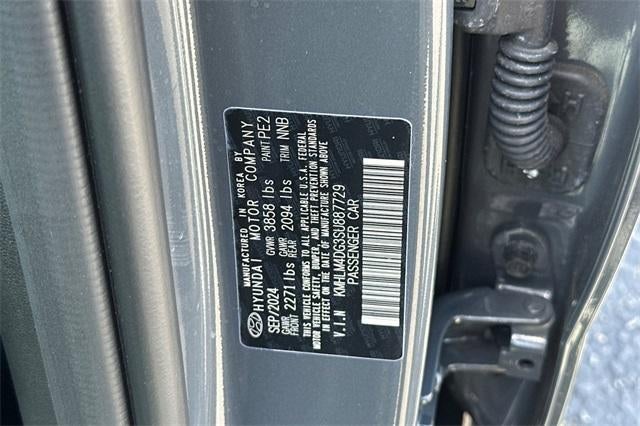 MANUFACTURED IN KOREA BY
HYUNDAI MOTOR COMPANY
SEP/2024 GVWR 3858 lbs PAINT PE2
GAWR FRONT 2271 lbs GAWR REAR 2094 lbs TRIM NNB
THIS VEHICLE CONFORMS TO ALL APPLICABLE U.S.A. FEDERAL
MOTOR VEHICLE SAFETY, BUMPER, AND THEFT PREVENTION STANDARDS
IN EFFECT ON THE DATE OF MANUFACTURE SHOWN ABOVE
V.I.N KMHLM4DG3SU887729
PASSENGER CAR